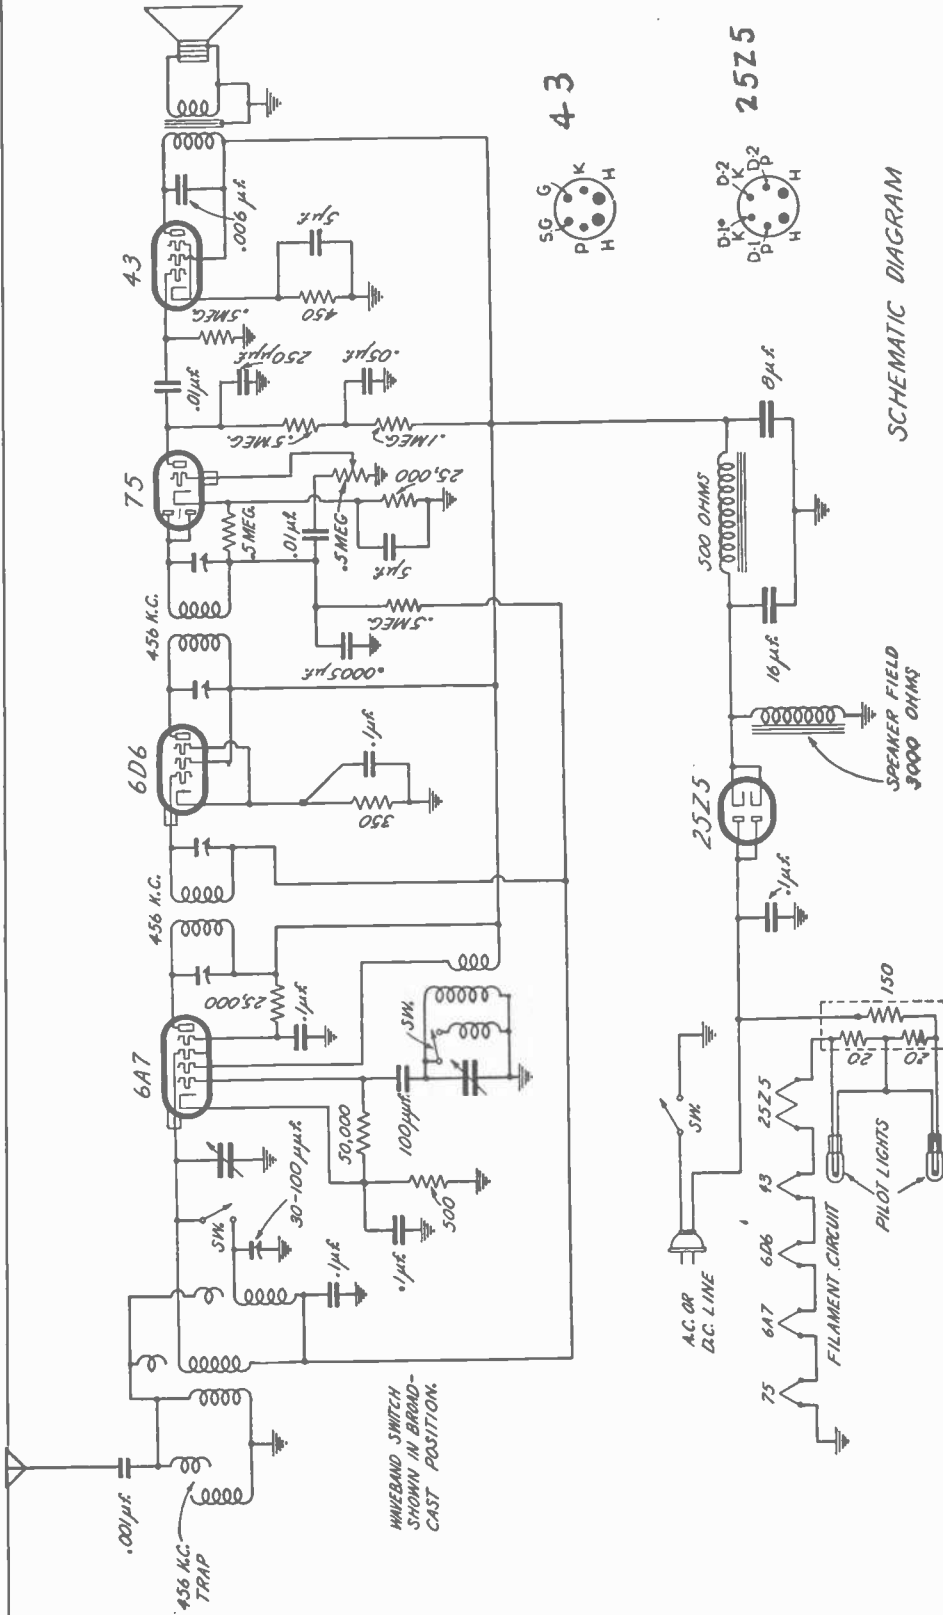 .001µf.
456 K.C.
TRAP
SW.
30-100µµf.
.1µf.
6A7
50,000
.1µf.
500
100µµf.
25,000
.1µf.
SW.
WAVEBAND SWITCH
SHOWN IN BROAD-
CAST POSITION.
456 K.C.
6D6
350
.1µf.
456 K.C.
75
.5MEG.
.0005µf.
.5MEG.
.01µf.
.5MEG
5µf.
25,000
.5MEG.
.1MEG.
250µµf.
.05µf.
.01µf.
.5MEG.
43
450
5µf.
.006µf.
A.C. OR
D.C. LINE
SW.
.1µf.
25Z5
SPEAKER FIELD
3000 OHMS
16µf.
500 OHMS
8µf.
75
6A7
6D6
43
25Z5
FILAMENT CIRCUIT
PILOT LIGHTS
20
20
150
S.G
G
P
K
H
H
43
D-1
K
D-2
K
D-1
P
D-2
P
H
H
25Z5
SCHEMATIC DIAGRAM